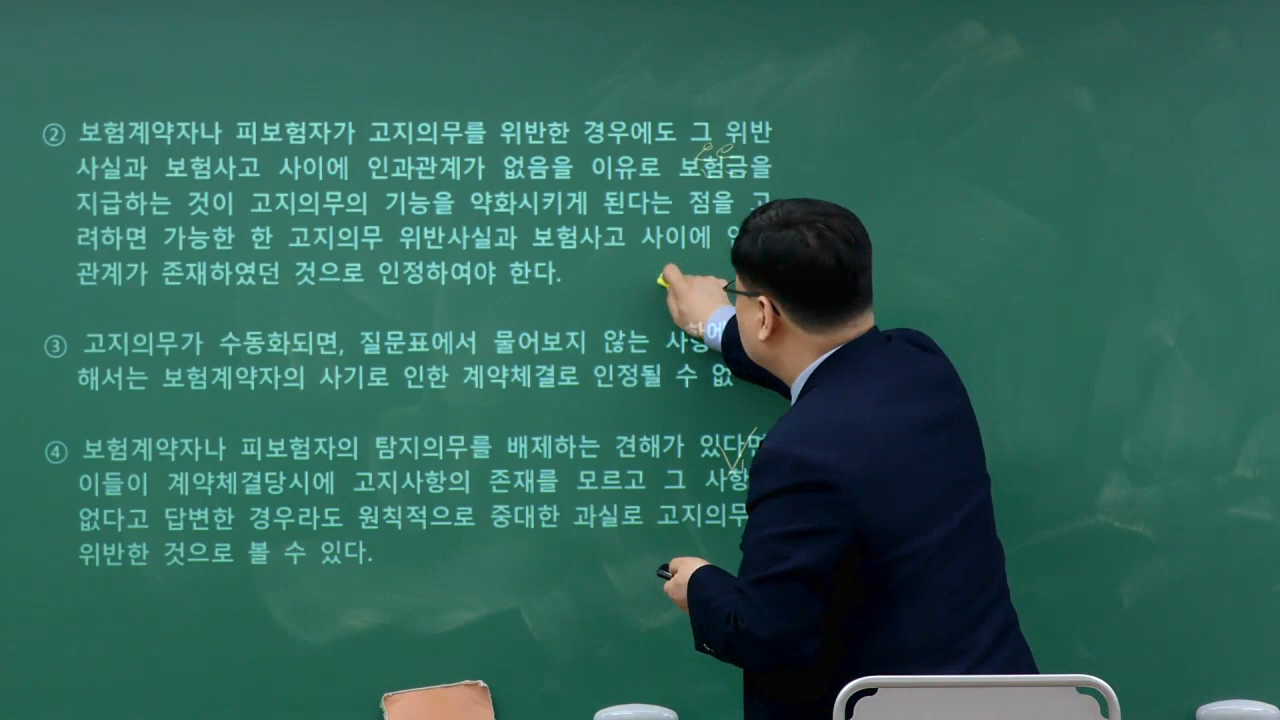 ② 보험계약자나 피보험자가 고지의무를 위반한 경우에도 그 위반
사실과 보험사고 사이에 인과관계가 없음을 이유로 보험금을
지급하는 것이 고지의무의 기능을 약화시키게 된다는 점을 고
려하면 가능한 한 고지의무 위반사실과 보험사고 사이에
관계가 존재하였던 것으로 인정하여야 한다.
③ 고지의무가 수동화되면, 질문표에서 물어보지 않는 사항에
해서는 보험계약자의 사기로 인한 계약체결로 인정될 수 없
④ 보험계약자나 피보험자의 탐지의무를 배제하는 견해가 있다면
이들이 계약체결당시에 고지사항의 존재를 모르고 그 사항
없다고 답변한 경우라도 원칙적으로 중대한 과실로 고지의무
위반한 것으로 볼 수 있다.